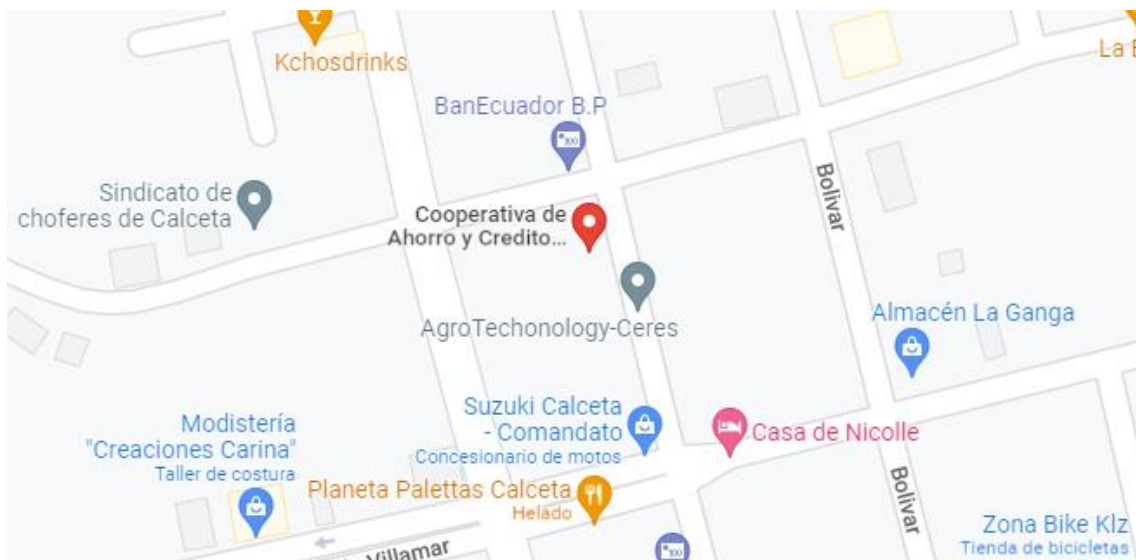 Kchosdrinks
La
BanEcuador B.P
Sindicato de
choferes de Calceta
Cooperativa de
Ahorro y Credito...
Bolivar
AgroTechonology-Ceres
Almacén La Ganga
Suzuki Calceta
- Comandato
Concesionario de motos
Casa de Nicolle
Modistería
"Creaciones Carina"
Taller de costura
Planeta Palettas Calceta
Helado
Bolivar
Villamar
Zona Bike Klz
Tienda de bicicletas